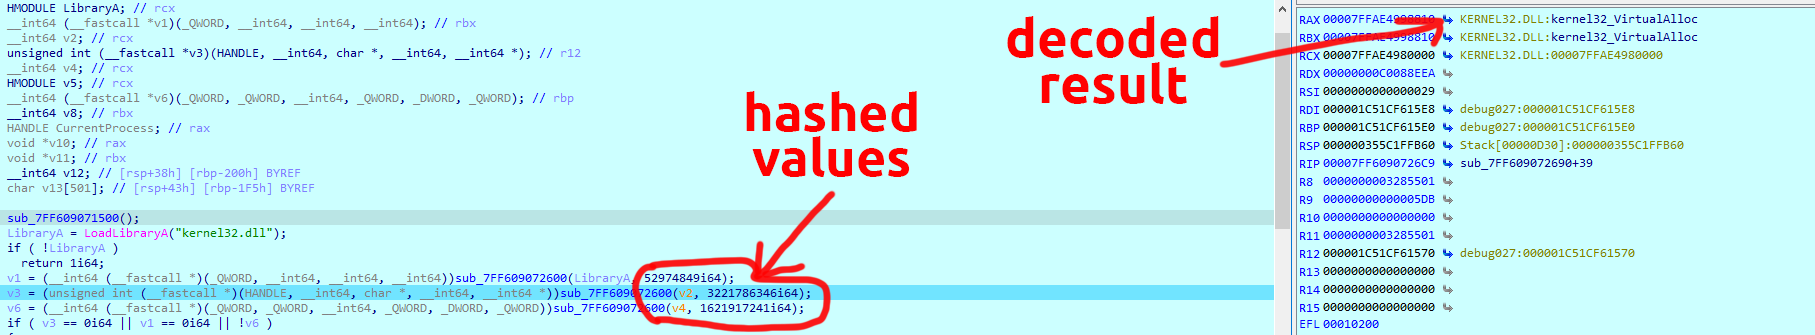 HMODULE LibraryA; // rcx
__int64 (__fastcall *v1)(_QWORD, __int64, __int64, __int64); // rbx
__int64 v2; // rcx
unsigned int (__fastcall *v3)(HANDLE, __int64, char *, __int64, __int64 *); // r12
__int64 v4; // rcx
HMODULE v5; // rcx
__int64 (__fastcall *v6)(_QWORD, _QWORD, __int64, _QWORD, _DWORD, _QWORD); // rbp
__int64 v8; // rbx
HANDLE CurrentProcess; // rax
void *v10; // rax
void *v11; // rbx
__int64 v12; // [rsp+38h] [rbp-200h] BYREF
char v13[501]; // [rsp+43h] [rbp-1F5h] BYREF
sub_7FF609071500();
LibraryA = LoadLibraryA("kernel32.dll");
if ( !LibraryA )
return 1i64;
v1 = (__int64 (__fastcall *)(_QWORD, __int64, __int64, __int64))sub_7FF609072600(LibraryA, 52974849i64);
v3 = (unsigned int (__fastcall *)(HANDLE, __int64, char *, __int64, __int64 *))sub_7FF609072600(v2, 3221786346i64);
v6 = (__int64 (__fastcall *)(_QWORD, _QWORD, __int64, _QWORD, _DWORD, _QWORD))sub_7FF609072600(v4, 1621917241i64);
if ( v3 == 0i64 || v1 == 0i64 || !v6 )
hashed
values
decoded
result
RAX 00007FFAE4998810 KERNEL32.DLL:kernel32_VirtualAlloc
RBX 00007FFAE4998810 KERNEL32.DLL:kernel32_VirtualAlloc
RCX 00007FFAE4980000 KERNEL32.DLL:00007FFAE4980000
RDX 00000000C0088EEA
RSI 0000000000000029
RDI 000001C51CF615E8 debug027:000001C51CF615E8
RBP 000001C51CF615E0 debug027:000001C51CF615E0
RSP 000000355C1FFB60 Stack[00000D30]:000000355C1FFB60
RIP 00007FF6090726C9 sub_7FF609072690+39
R8 0000000003285501
R9 00000000000005DB
R10 0000000000000000
R11 0000000003285501
R12 000001C51CF61570 debug027:000001C51CF61570
R13 0000000000000000
R14 0000000000000000
R15 0000000000000000
EFL 00010200